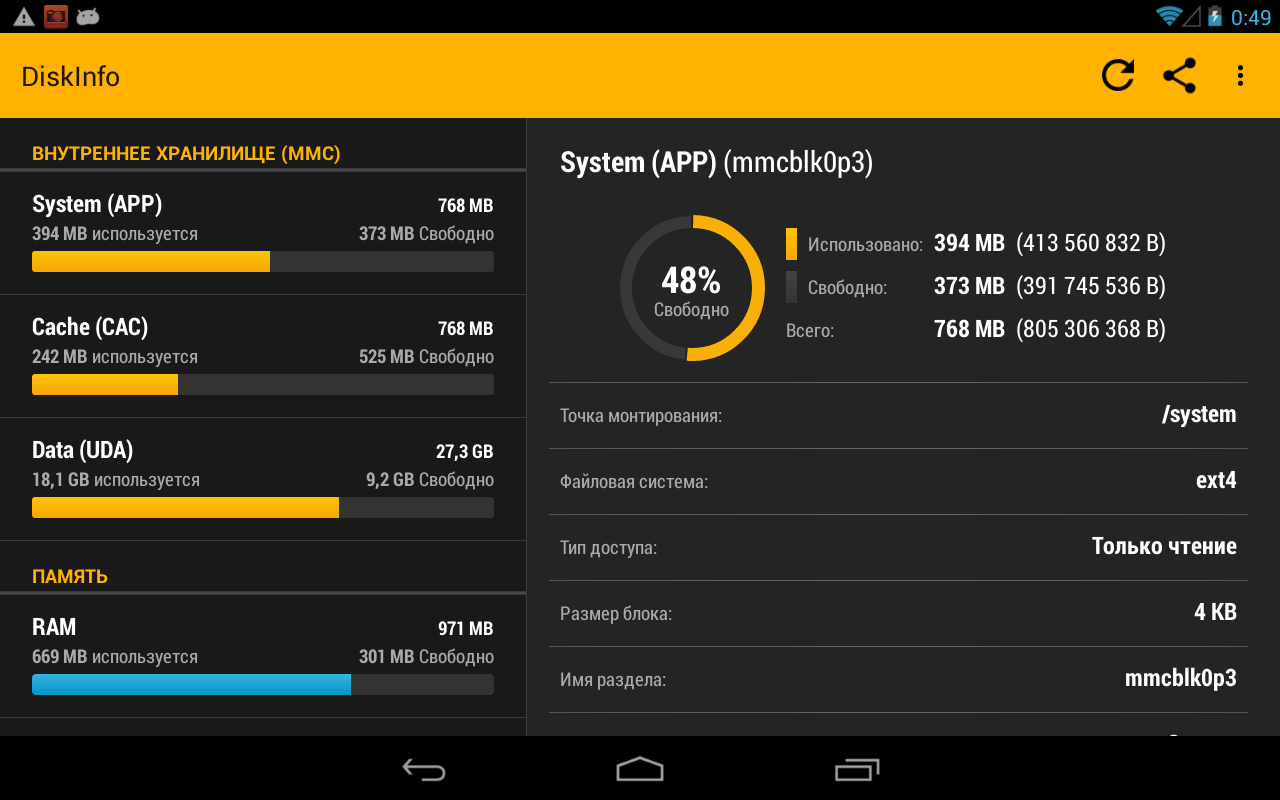 0:49
DiskInfo
ВНУТРЕННЕЕ ХРАНИЛИЩЕ (MMC)
System (APP) 768 MB
394 MB используется 373 MB Свободно
Cache (CAC) 768 MB
242 MB используется 525 MB Свободно
Data (UDA) 27,3 GB
18,1 GB используется 9,2 GB Свободно
ПАМЯТЬ
RAM 971 MB
669 MB используется 301 MB Свободно
System (APP) (mmcblk0p3)
48%
Свободно
Использовано: 394 MB (413 560 832 B)
Свободно: 373 MB (391 745 536 B)
Всего: 768 MB (805 306 368 B)
Точка монтирования: /system
Файловая система: ext4
Тип доступа: Только чтение
Размер блока: 4 KB
Имя раздела: mmcblk0p3